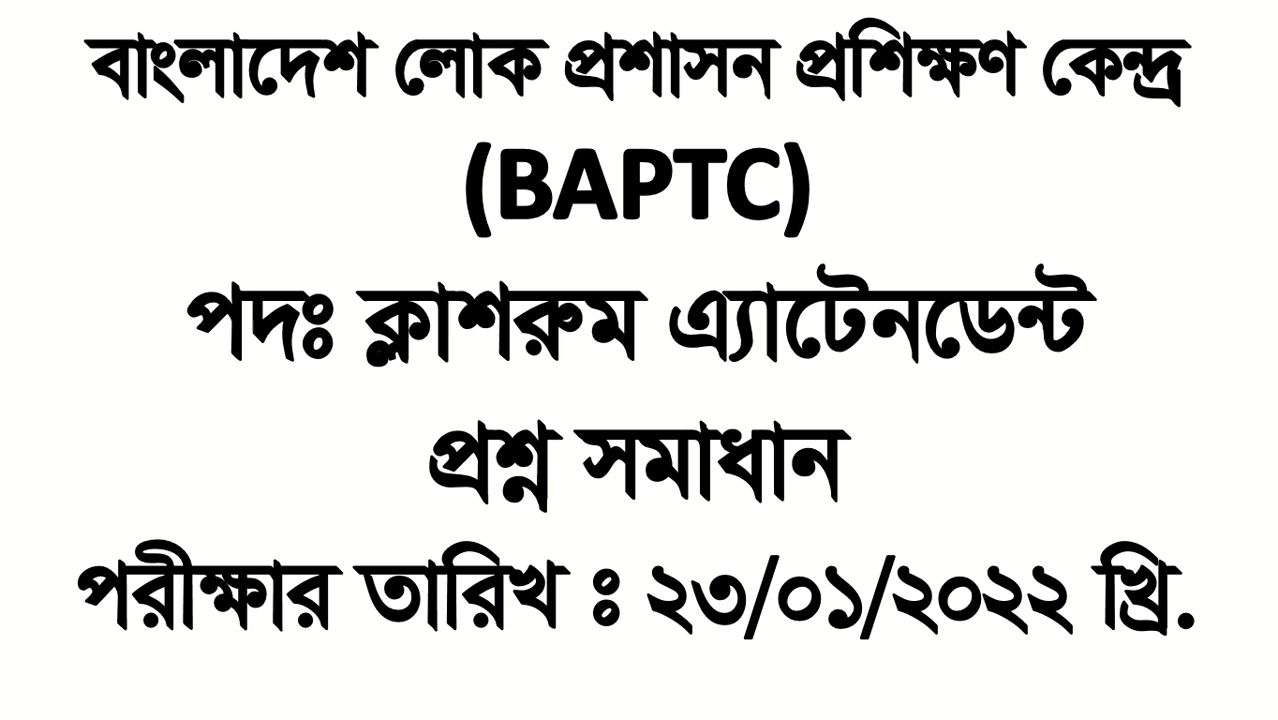 বাংলাদেশ লোক প্রশাসন প্রশিক্ষণ কেন্দ্র
(BAPTC)
পদঃ ক্লাশরুম এ্যাটেনডেন্ট
প্রশ্ন সমাধান
পরীক্ষার তারিখ ঃ ২৩/০১/২০২২ খ্রি.